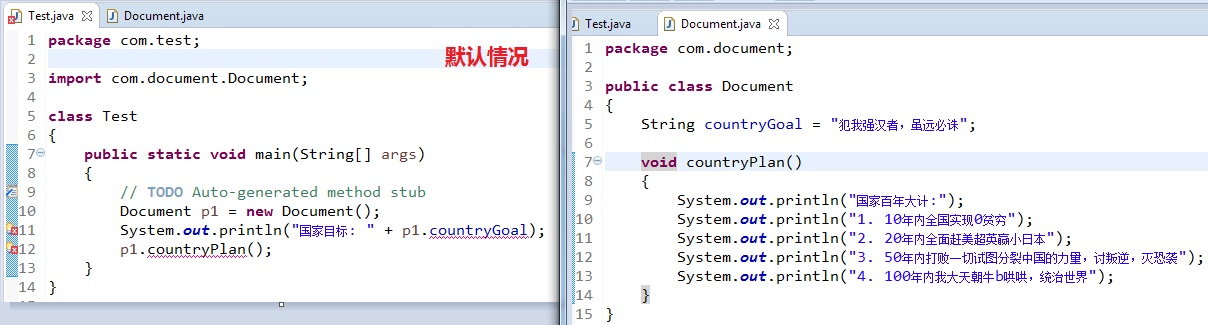 Test.java Document.java
默认情况
1 package com.test;
2
3 import com.document.Document;
4
5 class Test
6 {
7 public static void main(String[] args)
8 {
9 // TODO Auto-generated method stub
10 Document p1 = new Document();
11 System.out.println("国家目标: " + p1.countryGoal);
12 p1.countryPlan();
13 }
14 }
Test.java Document.java
1 package com.document;
2
3 public class Document
4 {
5 String countryGoal = "犯我强汉者，虽远必诛";
6
7 void countryPlan()
8 {
9 System.out.println("国家百年大计:");
10 System.out.println("1. 10年内全国实现0贫穷");
11 System.out.println("2. 20年内全面赶美超英赢小日本");
12 System.out.println("3. 50年内打败一切试图分裂中国的力量，讨叛逆，灭恐袭");
13 System.out.println("4. 100年内我大天朝牛b哄哄，统治世界");
14 }
15 }